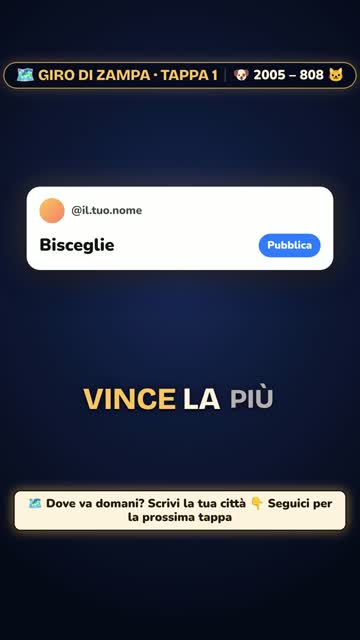 🗺️ GIRO DI ZAMPA • TAPPA 1 | 🐶 2005 – 808 🐱
@il.tuo.nome
Bisceglie
Pubblica
VINCE LA PIÙ
🗺️ Dove va domani? Scrivi la tua città 👇 Seguici per
la prossima tappa